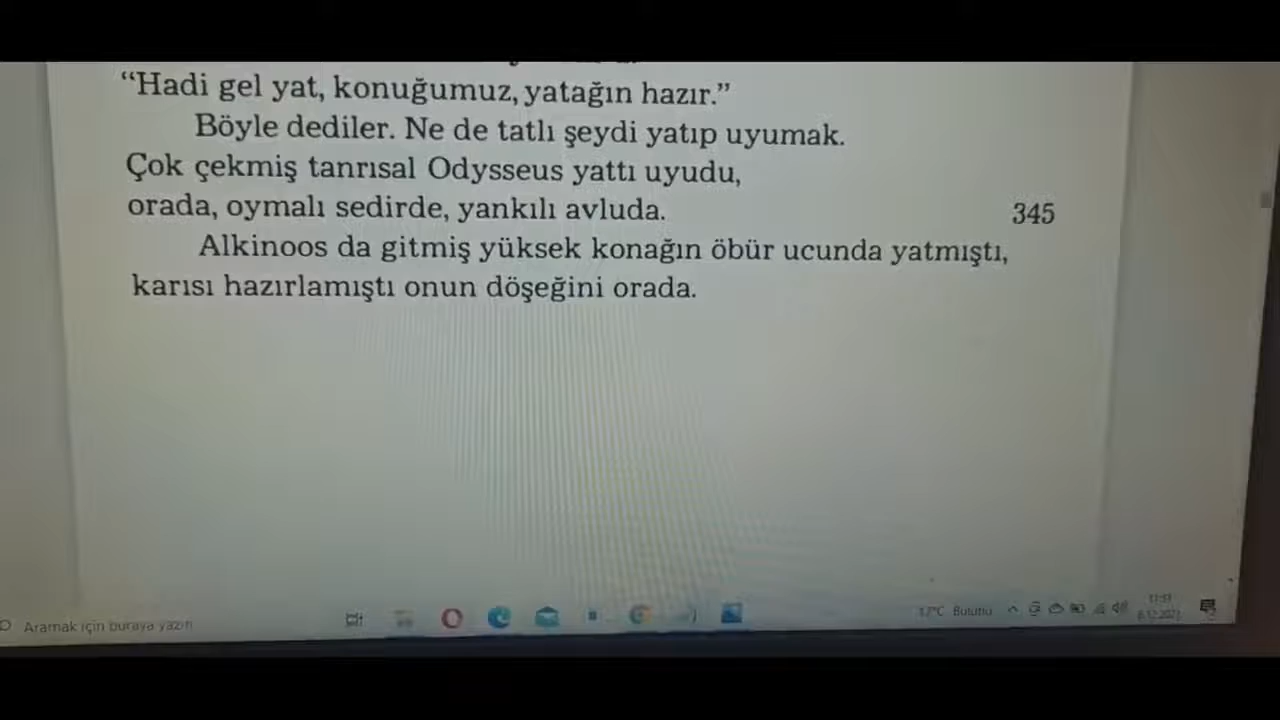 “Hadi gel yat, konuğumuz, yatağın hazır.”
Böyle dediler. Ne de tatlı şeydi yatıp uyumak.
Çok çekmiş tanrısal Odysseus yattı uyudu,
orada, oymalı sedirde, yankılı avluda. 345
Alkinoos da gitmiş yüksek konağın öbür ucunda yatmıştı,
karısı hazırlamıştı onun döşeğini orada.
Aramak için buraya yazın
Bulutlu